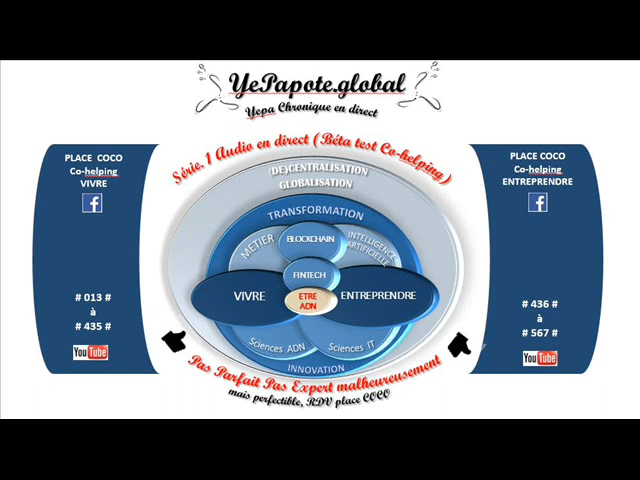 YePapote.global
Yepa Chronique en direct
Série, 1 Audio en direct (Béta test Co-helping)
PLACE COCO
Co-helping
VIVRE
# 013 #
à
# 435 #
YouTube
(DE)CENTRALISATION
GLOBALISATION
TRANSFORMATION
METIER
BLOCKCHAIN
INTELLIGENCE
ARTIFICIELLE
FINTECH
VIVRE
ETRE
ADN
ENTREPRENDRE
Sciences ADN
Sciences IT
INNOVATION
PLACE COCO
Co-helping
ENTREPRENDRE
# 436 #
à
# 567 #
YouTube
Pas Parfait Pas Expert malheureusement
mais perfectible, RDV place COCO